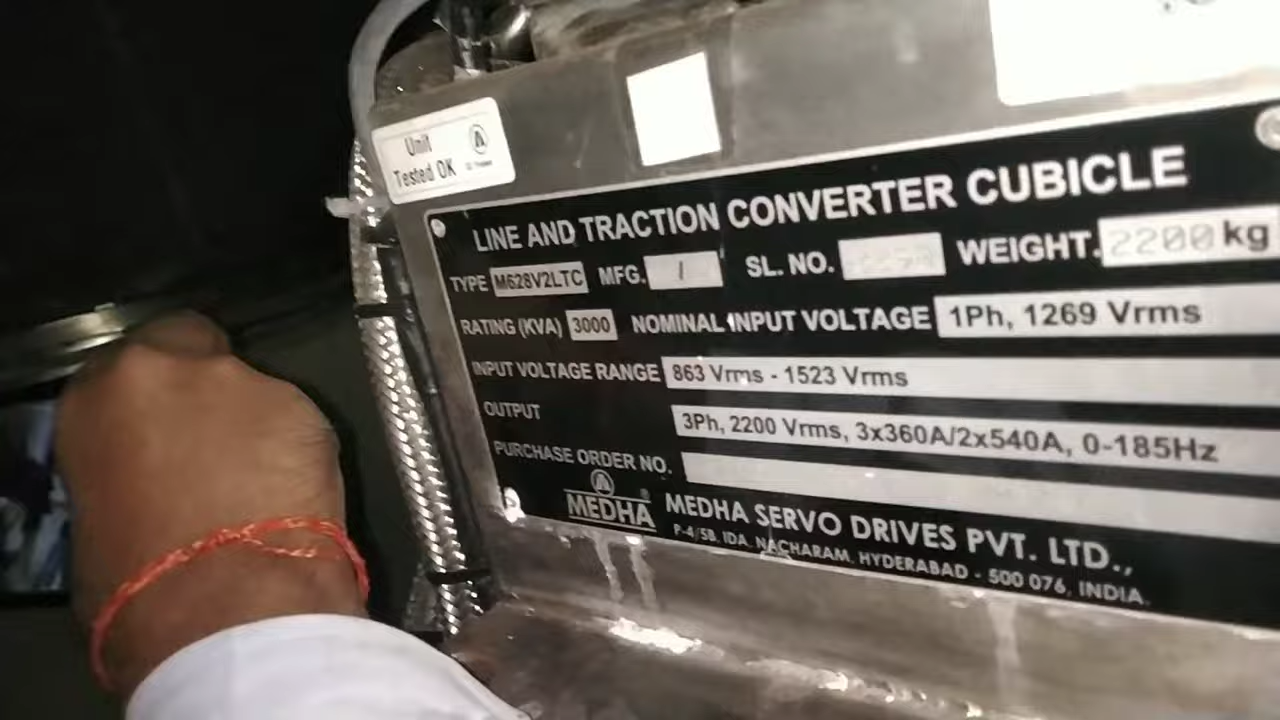 Unit
Tested OK
LINE AND TRACTION CONVERTER CUBICLE
TYPE M628V2LTC MFG. / SL. NO. WEIGHT. 2200 kg
RATING (KVA) 3000 NOMINAL INPUT VOLTAGE 1Ph, 1269 Vrms
INPUT VOLTAGE RANGE 863 Vrms - 1523 Vrms
OUTPUT 3Ph, 2200 Vrms, 3x360A/2x540A, 0-185Hz
PURCHASE ORDER NO.
MEDHA ® MEDHA SERVO DRIVES PVT. LTD.,
P-4/5B, IDA, NACHARAM, HYDERABAD - 500 076, INDIA.